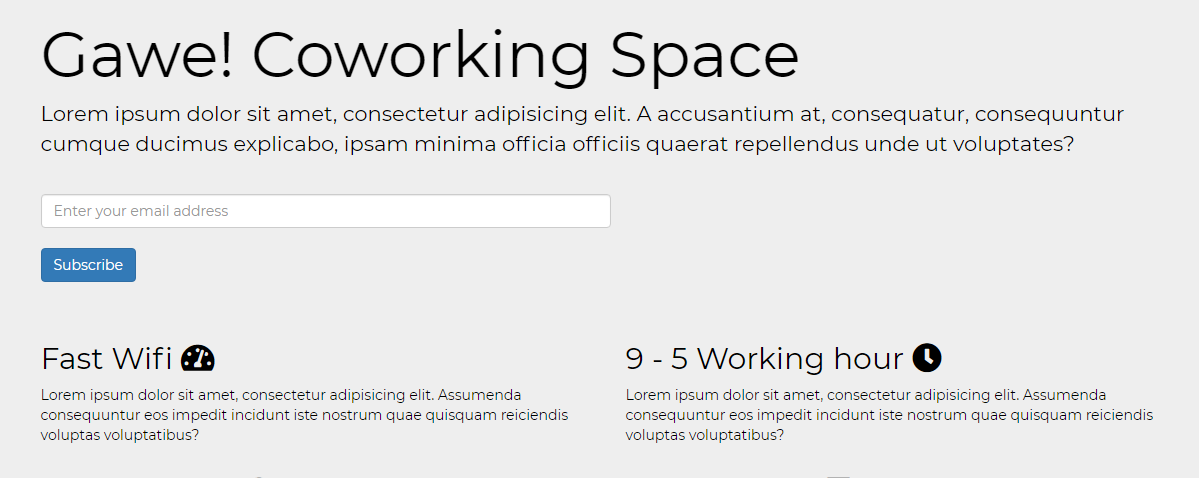 Gawe! Coworking Space
Lorem ipsum dolor sit amet, consectetur adipisicing elit. A accusantium at, consequatur, consequuntur
cumque ducimus explicabo, ipsam minima officia officiis quaerat repellendus unde ut voluptates?
Enter your email address
Subscribe
Fast Wifi
Lorem ipsum dolor sit amet, consectetur adipisicing elit. Assumenda
consequuntur eos impedit incidunt iste nostrum quae quisquam reiciendis
voluptas voluptatibus?
9 - 5 Working hour
Lorem ipsum dolor sit amet, consectetur adipisicing elit. Assumenda
consequuntur eos impedit incidunt iste nostrum quae quisquam reiciendis
voluptas voluptatibus?